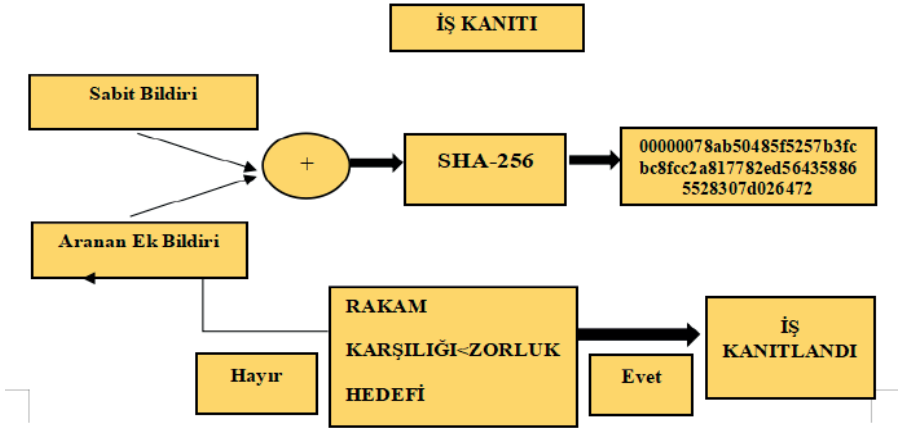 İŞ KANITI
Sabit Bildiri
+
SHA-256
00000078ab50485f5257b3fc
bc8fcc2a817782ed56435886
5528307d026472
Aranan Ek Bildiri
RAKAM
KARŞILIĞI<ZORLUK
HEDEFİ
Hayır
Evet
İŞ
KANITLANDI